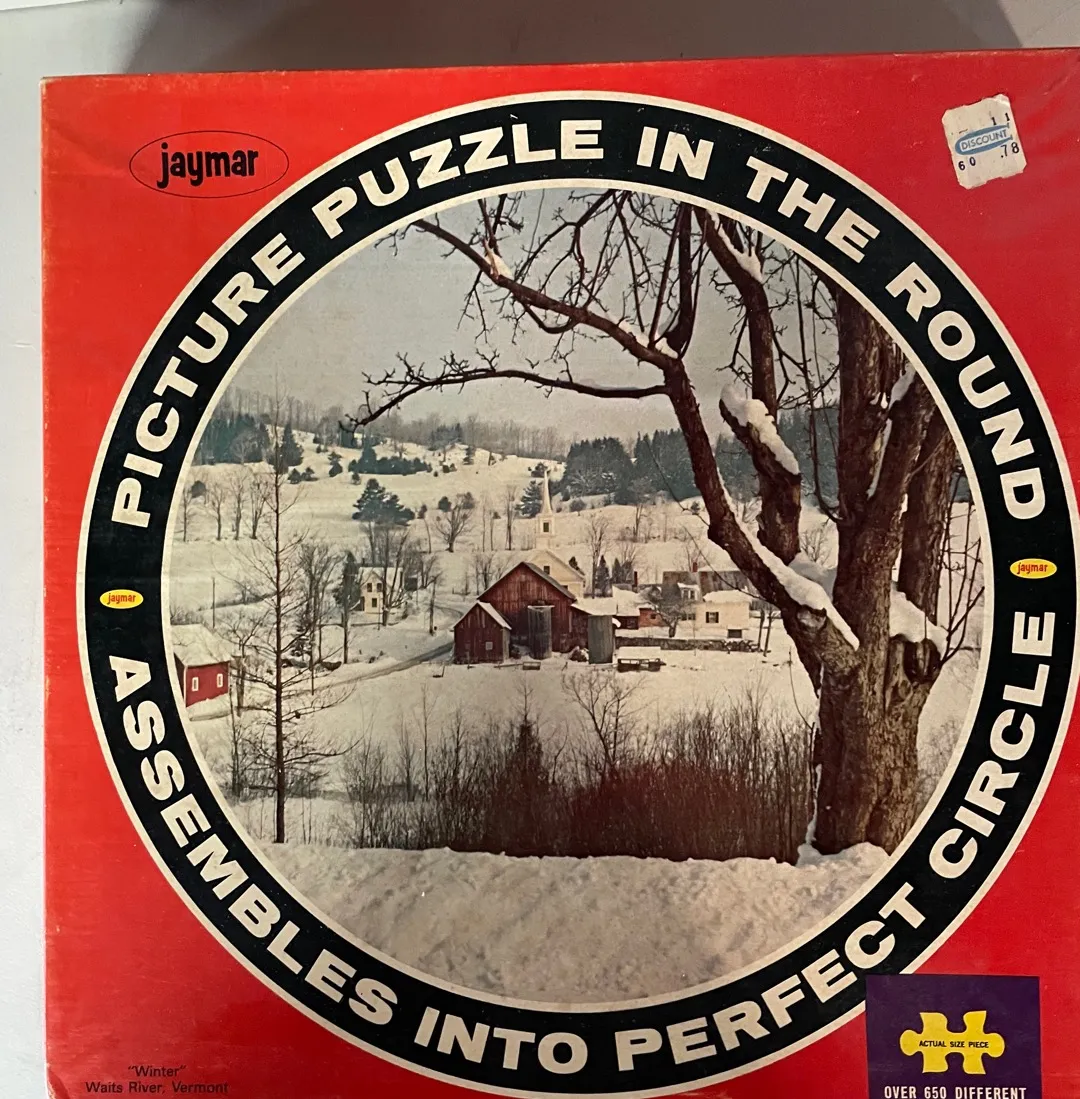 jaymar
DISCOUNT
60 .78
PICTURE PUZZLE IN THE ROUND
jaymar
jaymar
ASSEMBLES INTO PERFECT CIRCLE
"Winter"
Waits River, Vermont
ACTUAL SIZE PIECE
OVER 650 DIFFERENT